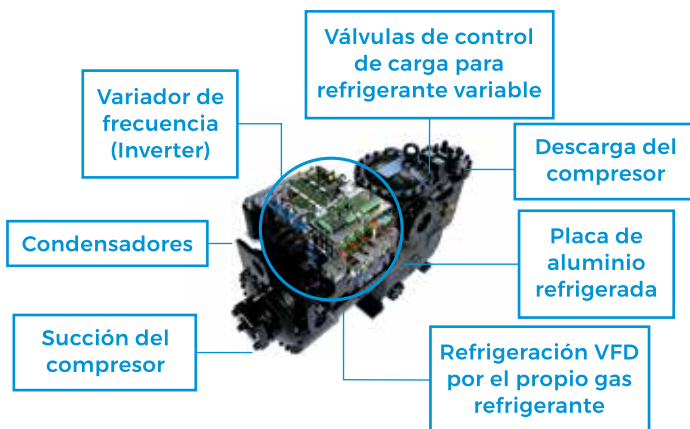 Válvulas de control
de carga para
refrigerante variable
Variador de
frecuencia
(Inverter)
Descarga del
compresor
Condensadores
Placa de
aluminio
refrigerada
Succión del
compresor
Refrigeración VFD
por el propio gas
refrigerante